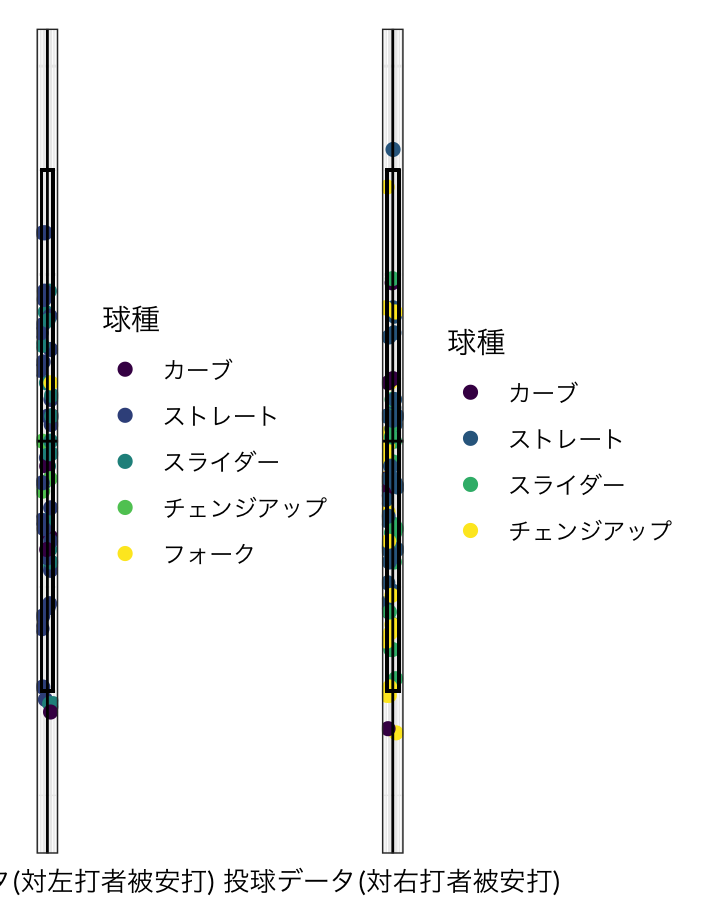 球種
カーブ
ストレート
スライダー
チェンジアップ
フォーク
球種
カーブ
ストレート
スライダー
チェンジアップ
タ(対左打者被安打) 投球データ(対右打者被安打)